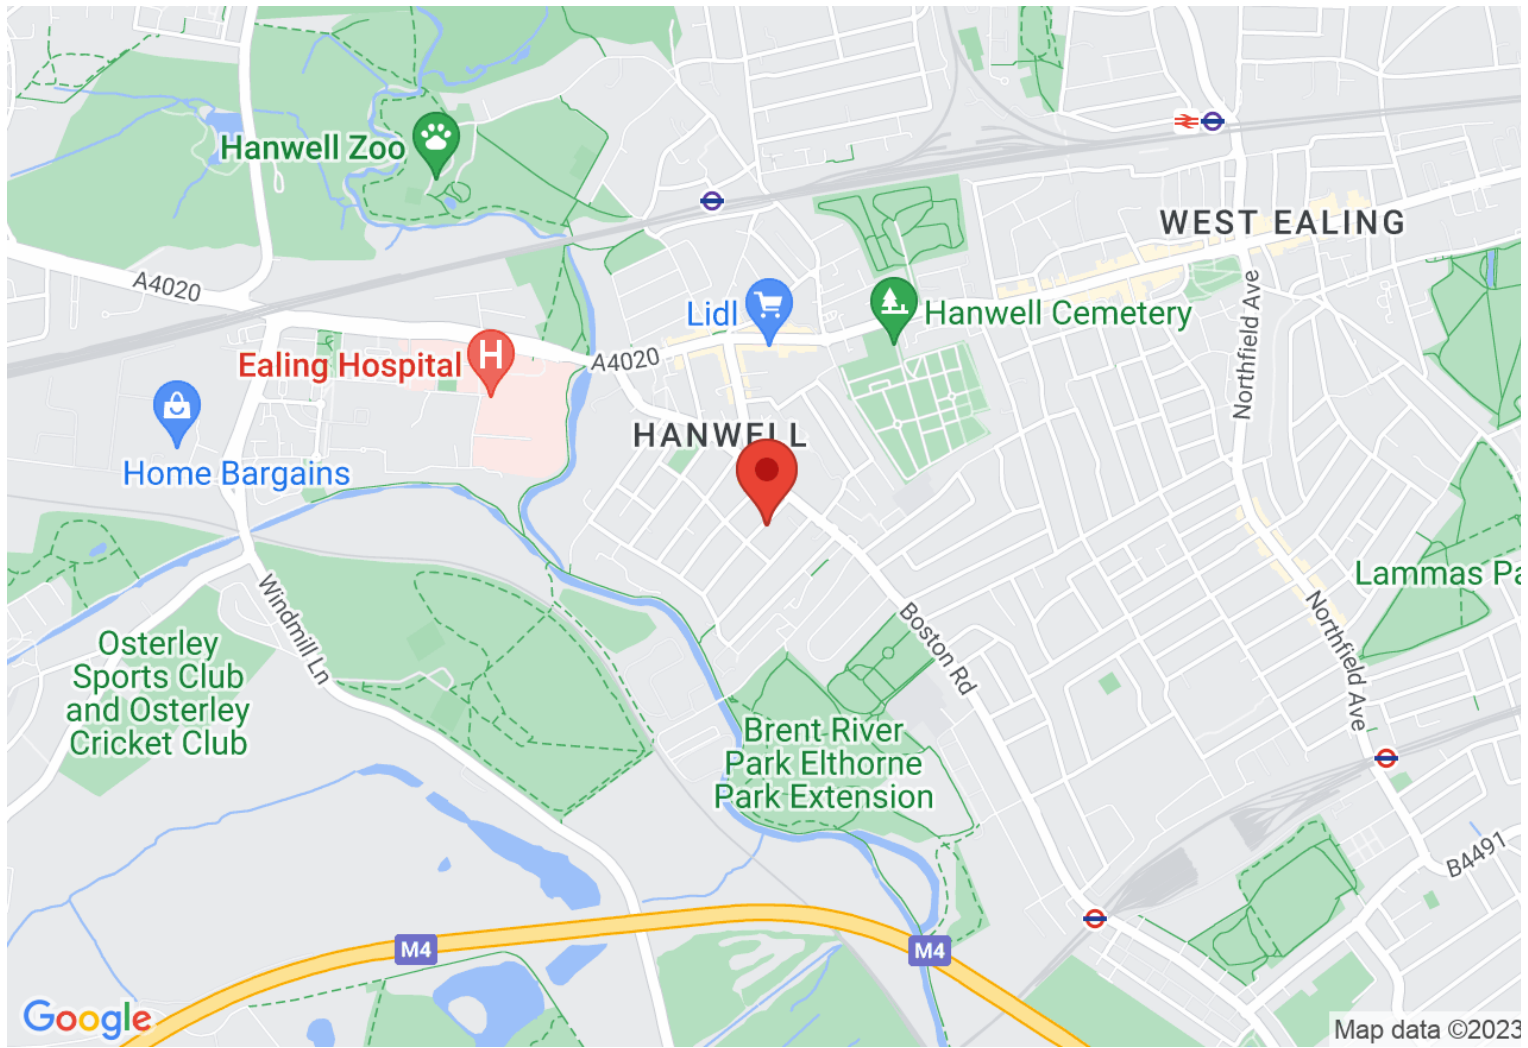 Hanwell Zoo
WEST EALING
A4020
Lidl
Hanwell Cemetery
A4020
Ealing Hospital
H
Northfield Ave
HANWELL
Home Bargains
Lammas Pa
Windmill Ln
Boston Rd
Northfield Ave
Osterley
Sports Club
and Osterley
Cricket Club
Brent River
Park Elthorne
Park Extension
B4491
M4
M4
Google
Map data ©2023